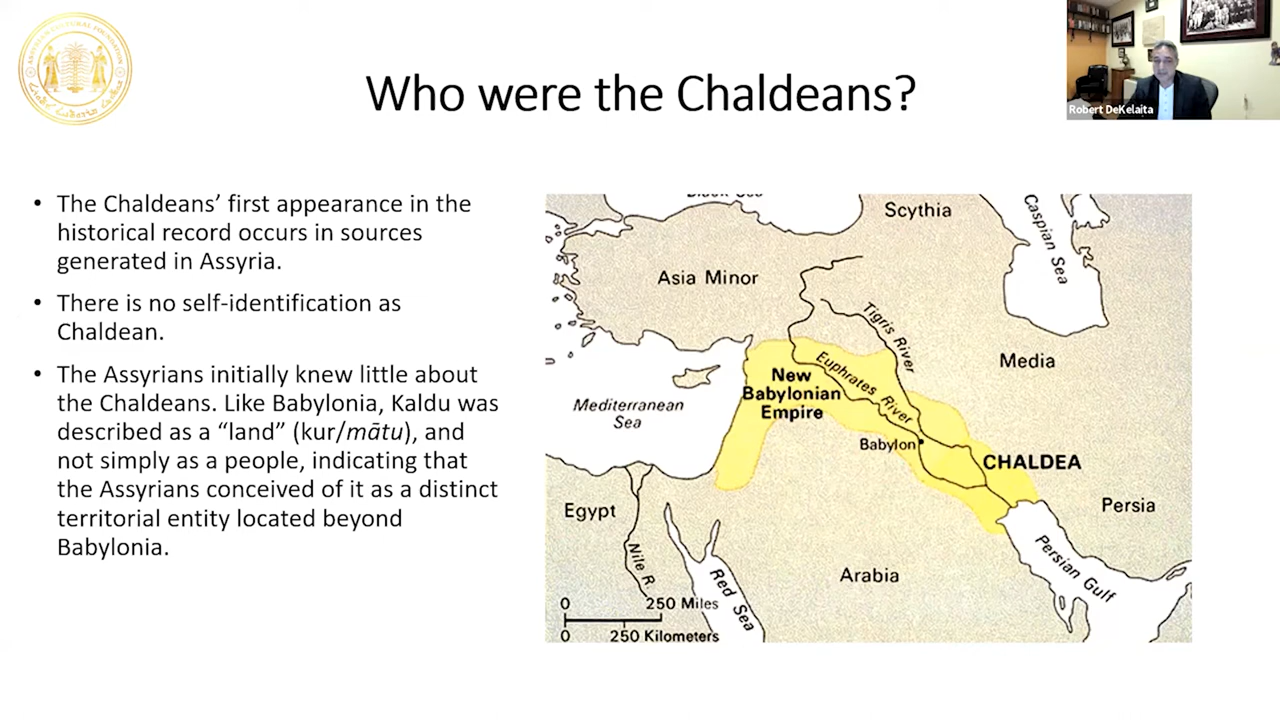 Who were the Chaldeans?
Robert DeKelaita
• The Chaldeans’ first appearance in the
historical record occurs in sources
generated in Assyria.
• There is no self-identification as
Chaldean.
• The Assyrians initially knew little about
the Chaldeans. Like Babylonia, Kaldu was
described as a “land” (kur/mātu), and
not simply as a people, indicating that
the Assyrians conceived of it as a distinct
territorial entity located beyond
Babylonia.
Scythia
Caspian Sea
Asia Minor
Tigris River
Media
Euphrates River
New
Babylonian
Empire
Mediterranean
Sea
Babylon
CHALDEA
Egypt
Persia
Nile R.
Red Sea
Arabia
Persian Gulf
0 250 Miles
0 250 Kilometers